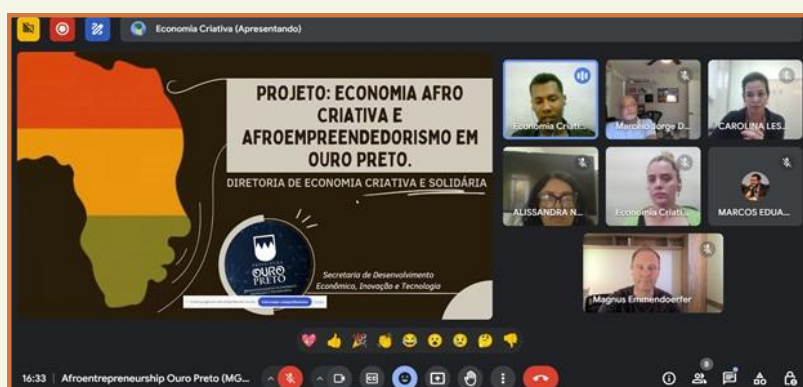 Economia Criativa (Apresentando)
PROJETO: ECONOMIA AFRO
CRIATIVA E
AFROEMPREENDEDORISMO EM
OURO PRETO.
DIRETORIA DE ECONOMIA CRIATIVA E SOLIDÁRIA
PREFEITURA
OURO
PRETO
Secretaria de Desenvolvimento
Econômico, Inovação e Tecnologia
Economia Criati...
Marcelo Jorge D...
CAROLINA LES...
ALISSANDRA N...
Economia Criati...
MARCOS EDUA...
Magnus Emmendoerfer
16:33 | Afroentrepreneurship Ouro Preto (MG...
8